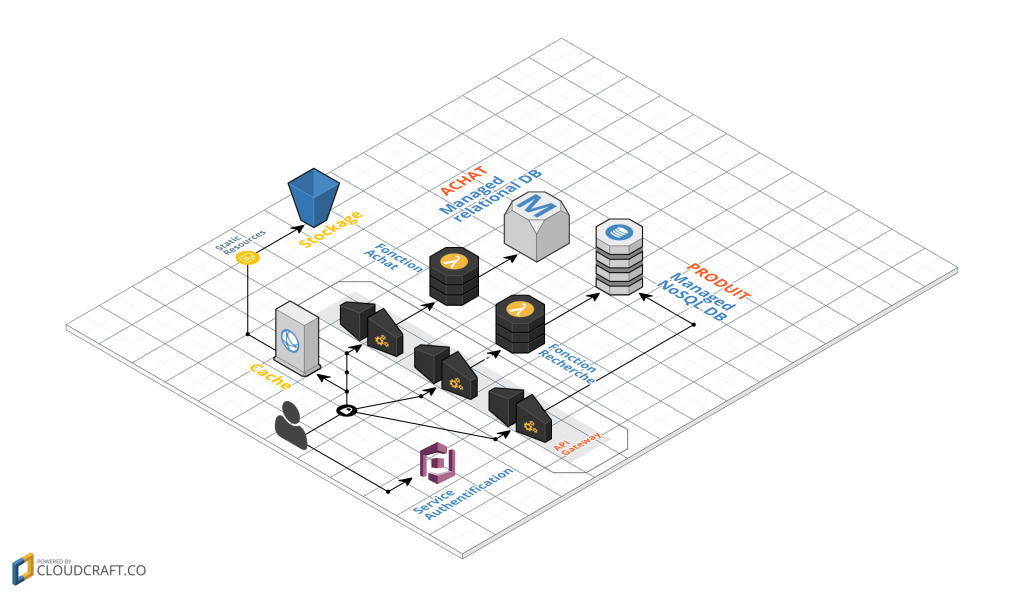 ACHAT
Managed
relational DB
Static
Resources
Stockage
Fonction
Achat
PRODUIT
Managed
NoSQL DB
Fonction
Recherche
Cache
API
Gateway
Service
Authentification
M
POWERED BY
CLOUDCRAFT.CO